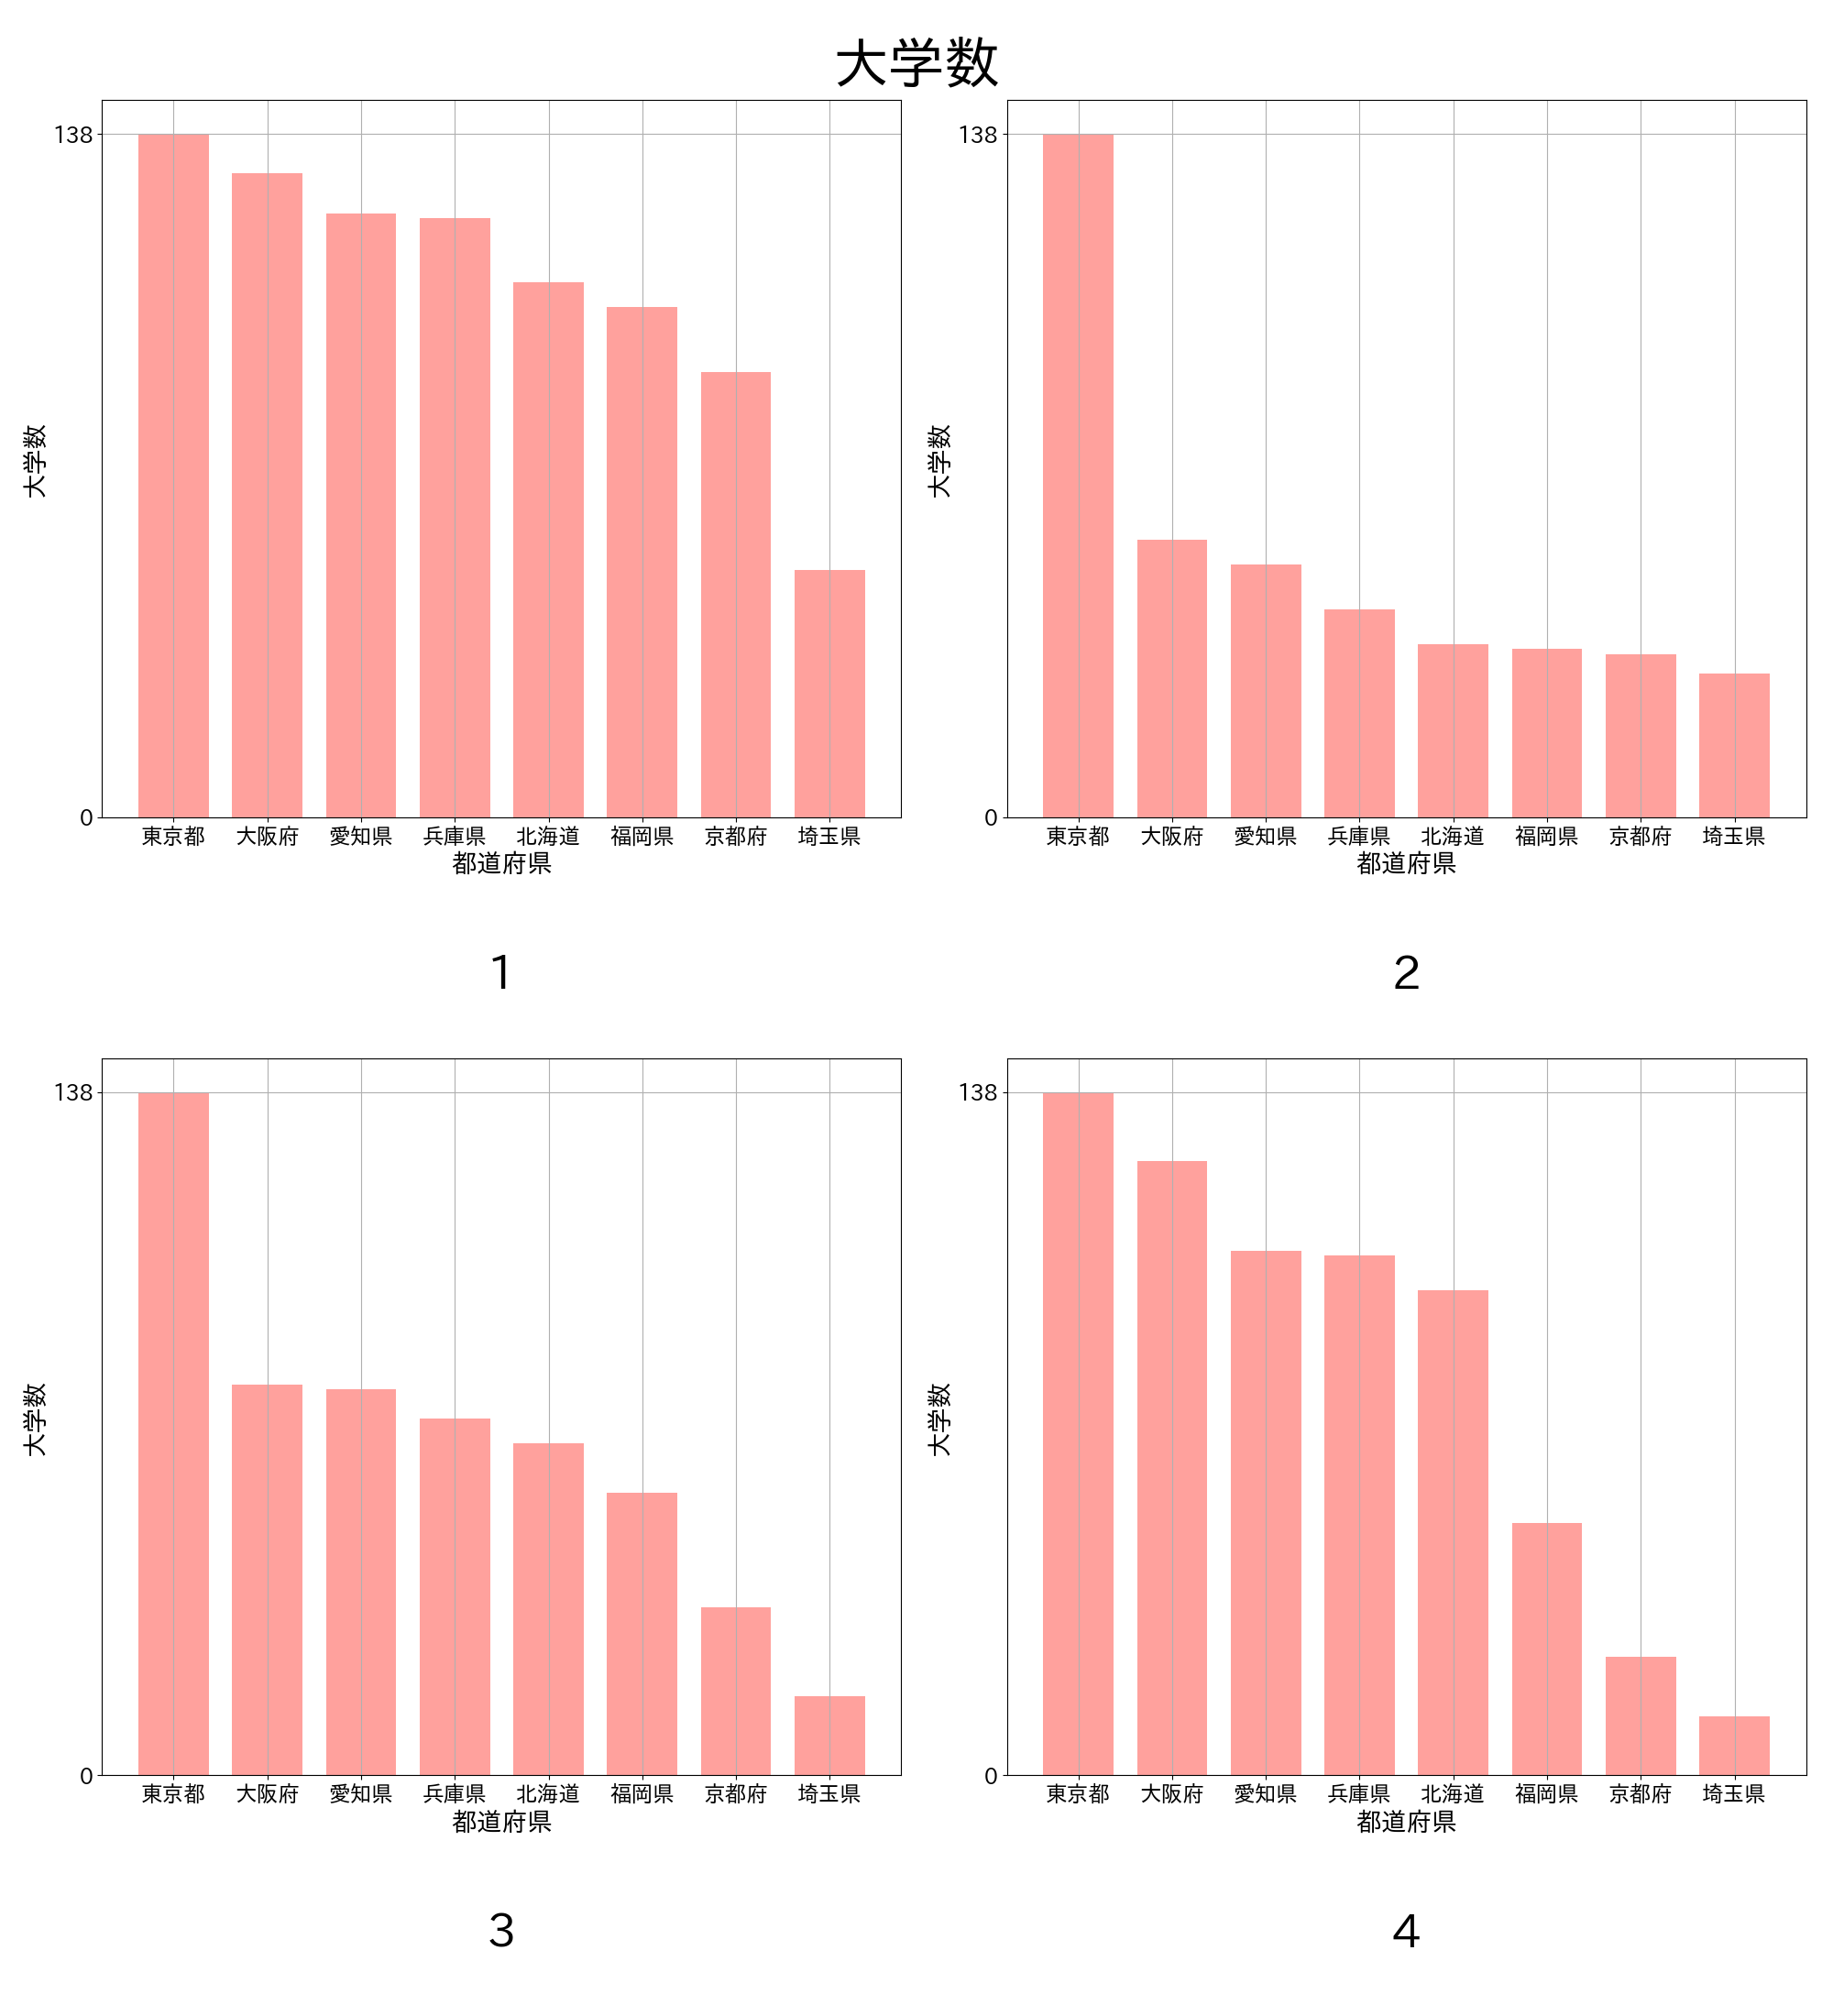 大学数
138
大学数
0
東京都 大阪府 愛知県 兵庫県 北海道 福岡県 京都府 埼玉県
都道府県
1
138
大学数
0
東京都 大阪府 愛知県 兵庫県 北海道 福岡県 京都府 埼玉県
都道府県
2
138
大学数
0
東京都 大阪府 愛知県 兵庫県 北海道 福岡県 京都府 埼玉県
都道府県
3
138
大学数
0
東京都 大阪府 愛知県 兵庫県 北海道 福岡県 京都府 埼玉県
都道府県
4